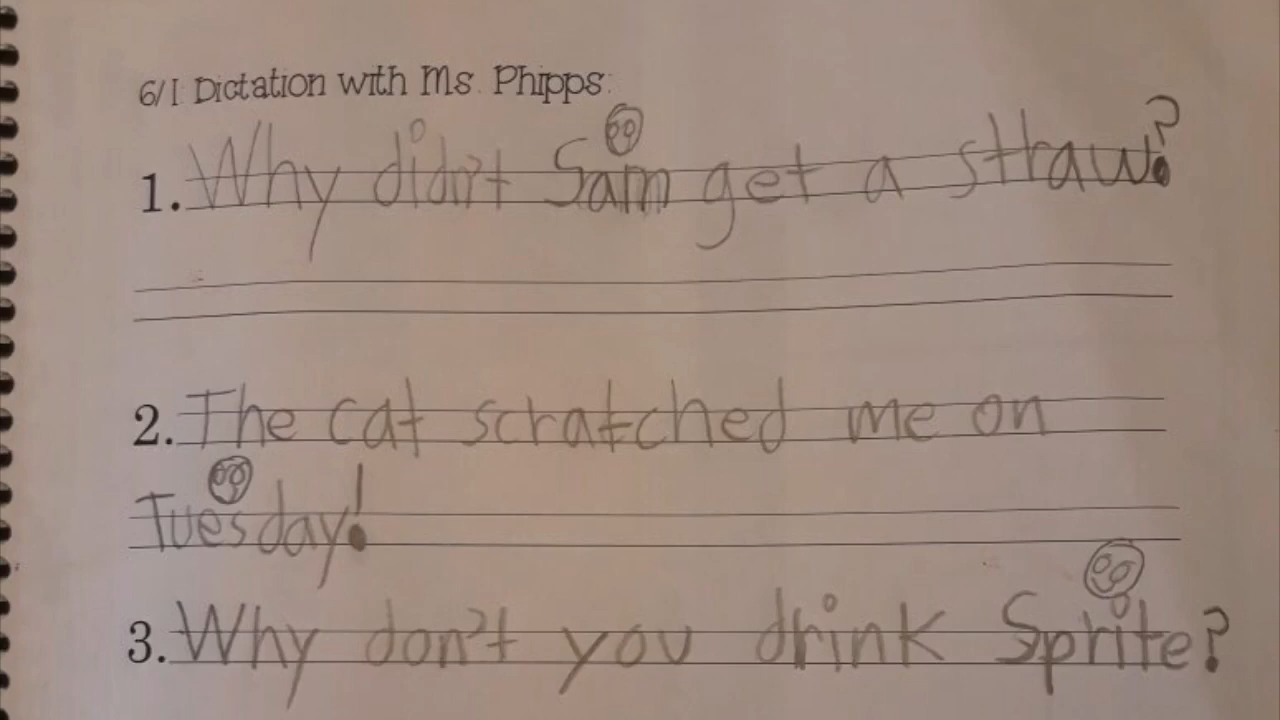 6/1 Dictation with Ms. Phipps:
1. Why didn't Sam get a straw?
2. The cat scratched me on
Tuesday!
3. Why don't you drink Sprite?